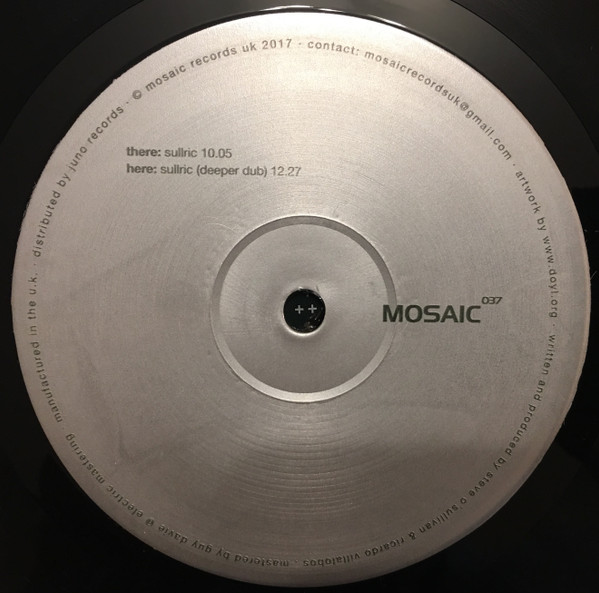 there: sullric 10.05
here: sullric (deeper dub) 12.27
MOSAIC 037
++
manufactured in the u.k. · distributed by juno records · © mosaic records uk 2017 · contact: mosaicrecordsuk@gmail.com · artwork by www.doyl.org · written and produced by steve o'sullivan & ricardo villalobos · mastered by guy davie @ electric mastering ·